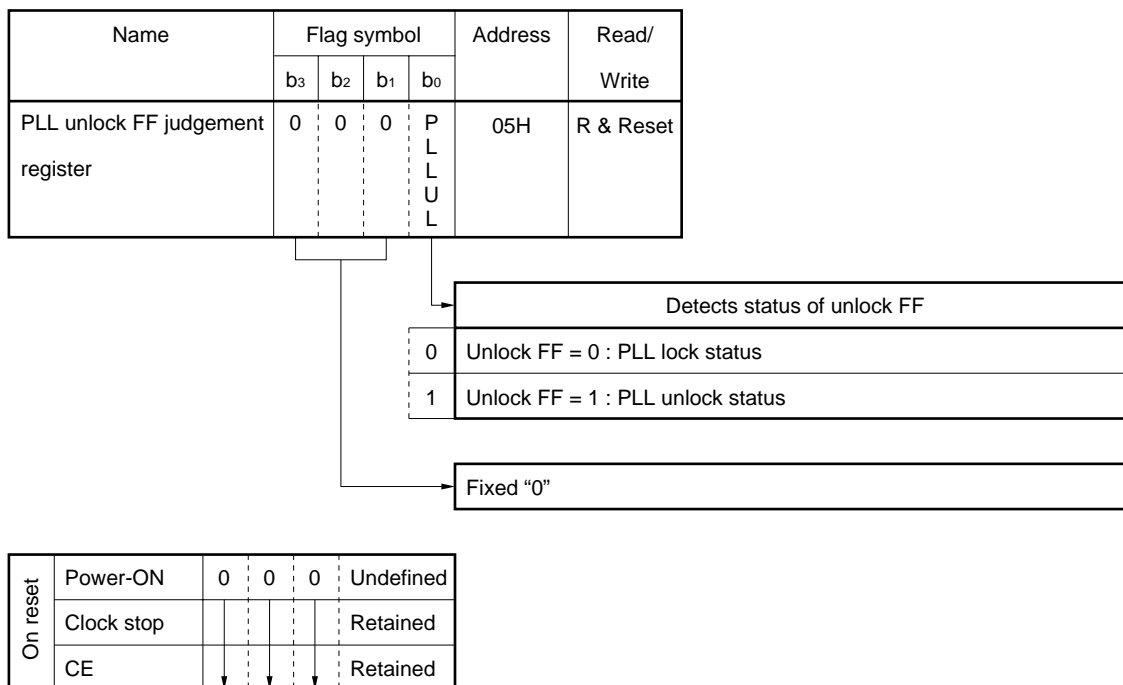 Name Flag symbol Address Read/
b3 b2 b1 b0 Write
PLL unlock FF judgement 0 0 0 PLLUL 05H R & Reset
register
Detects status of unlock FF
0 Unlock FF = 0 : PLL lock status
1 Unlock FF = 1 : PLL unlock status
Fixed “0”
On reset
Power-ON 0 0 0 Undefined
Clock stop Retained
CE Retained